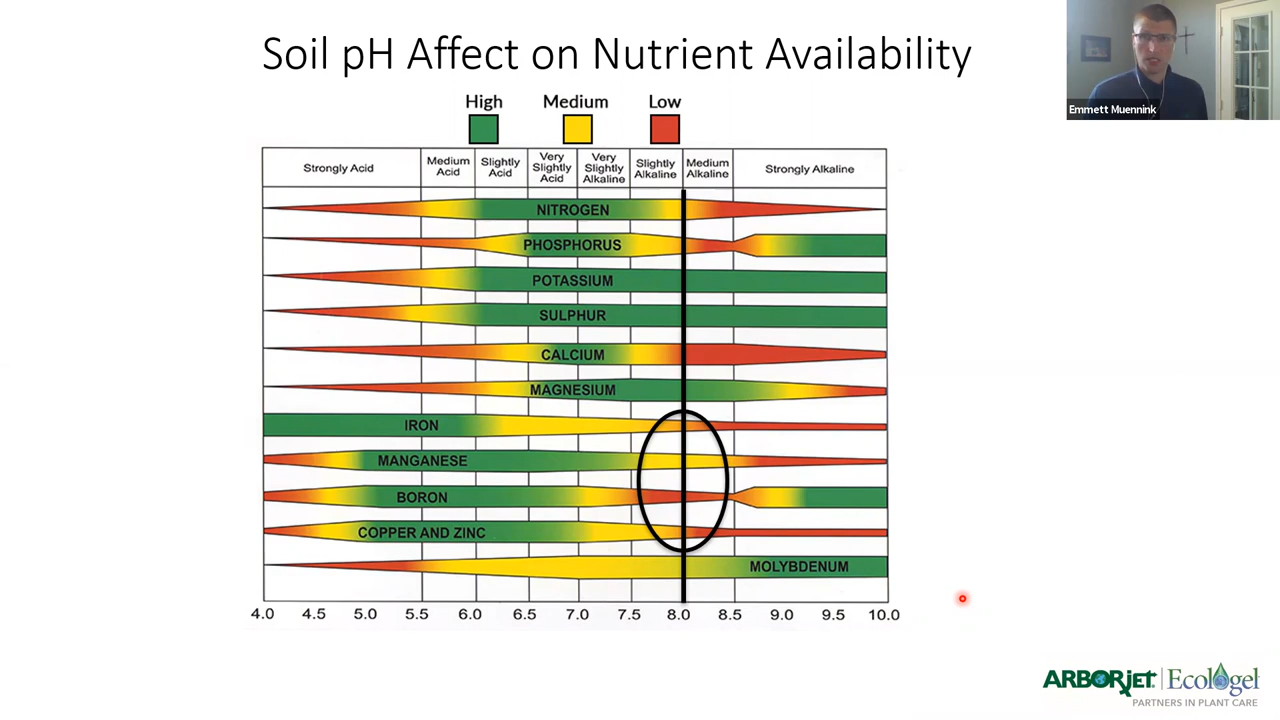 Soil pH Affect on Nutrient Availability
Emmett Muennink
High Medium Low
Strongly Acid
Medium
Acid
Slightly
Acid
Very
Slightly
Acid
Very
Slightly
Alkaline
Slightly
Alkaline
Medium
Alkaline
Strongly Alkaline
NITROGEN
PHOSPHORUS
POTASSIUM
SULPHUR
CALCIUM
MAGNESIUM
IRON
MANGANESE
BORON
COPPER AND ZINC
MOLYBDENUM
4.0 4.5 5.0 5.5 6.0 6.5 7.0 7.5 8.0 8.5 9.0 9.5 10.0
ARBORjET Ecologel
PARTNERS IN PLANT CARE